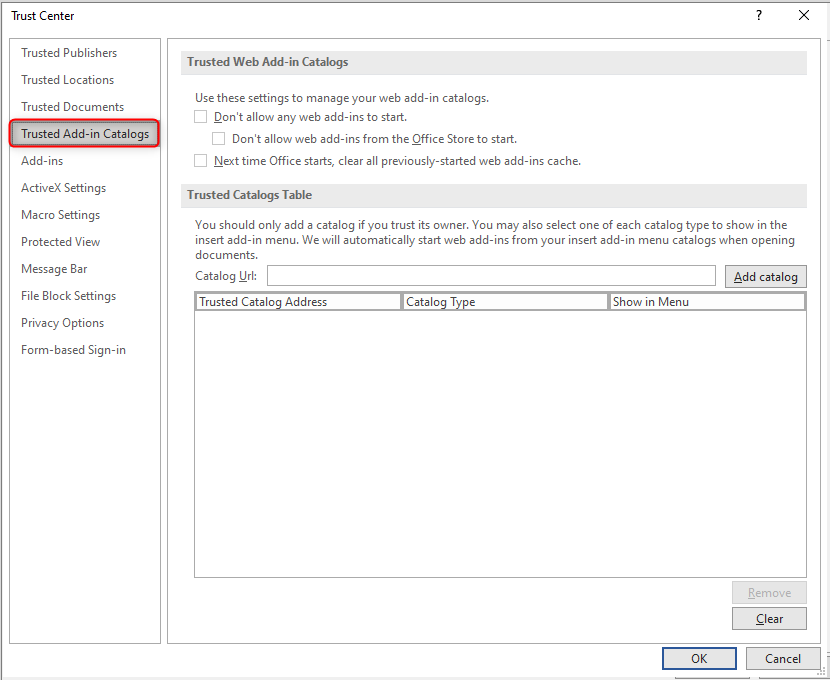 Trust Center
?
Trusted Publishers
Trusted Locations
Trusted Documents
Trusted Add-in Catalogs
Add-ins
ActiveX Settings
Macro Settings
Protected View
Message Bar
File Block Settings
Privacy Options
Form-based Sign-in
Trusted Web Add-in Catalogs
Use these settings to manage your web add-in catalogs.
Don't allow any web add-ins to start.
Don't allow web add-ins from the Office Store to start.
Next time Office starts, clear all previously-started web add-ins cache.
Trusted Catalogs Table
You should only add a catalog if you trust its owner. You may also select one of each catalog type to show in the
insert add-in menu. We will automatically start web add-ins from your insert add-in menu catalogs when opening
documents.
Catalog Url:
Add catalog
Trusted Catalog Address Catalog Type Show in Menu
Remove
Clear
OK Cancel